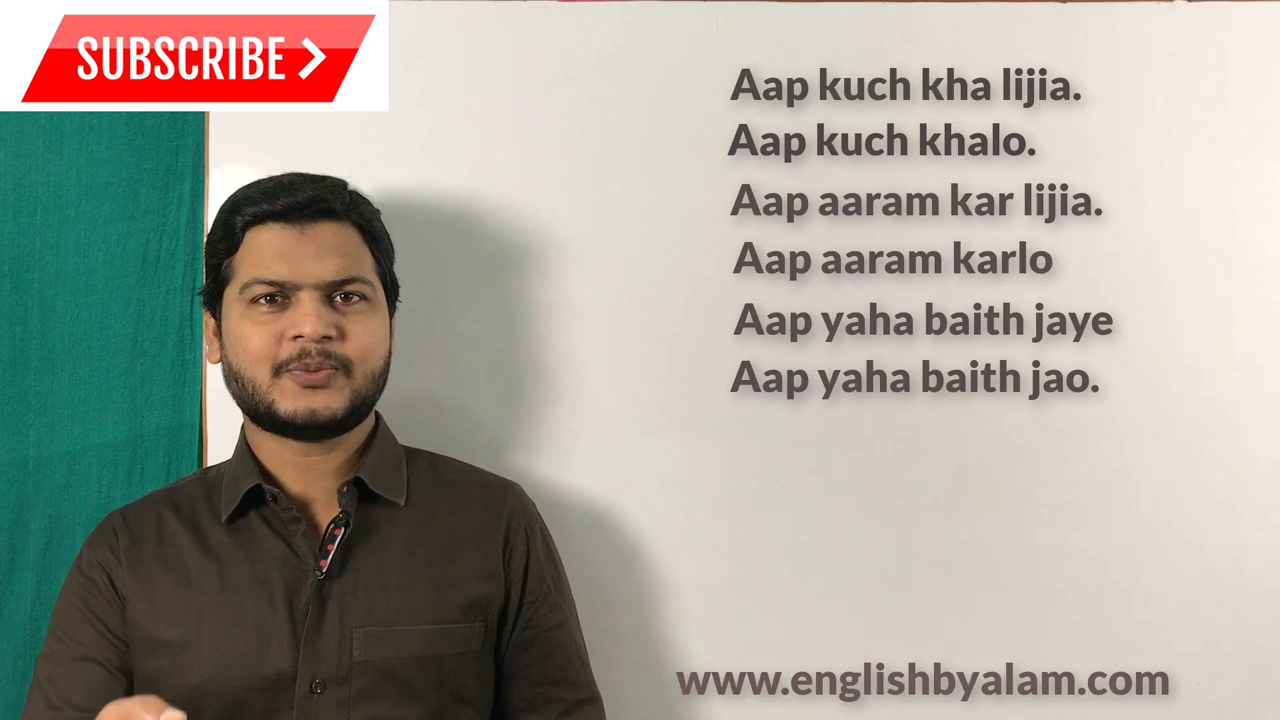 SUBSCRIBE
Aap kuch kha lijia.
Aap kuch khalo.
Aap aaram kar lijia.
Aap aaram karlo
Aap yaha baith jaye
Aap yaha baith jao.
www.englishbyalam.com